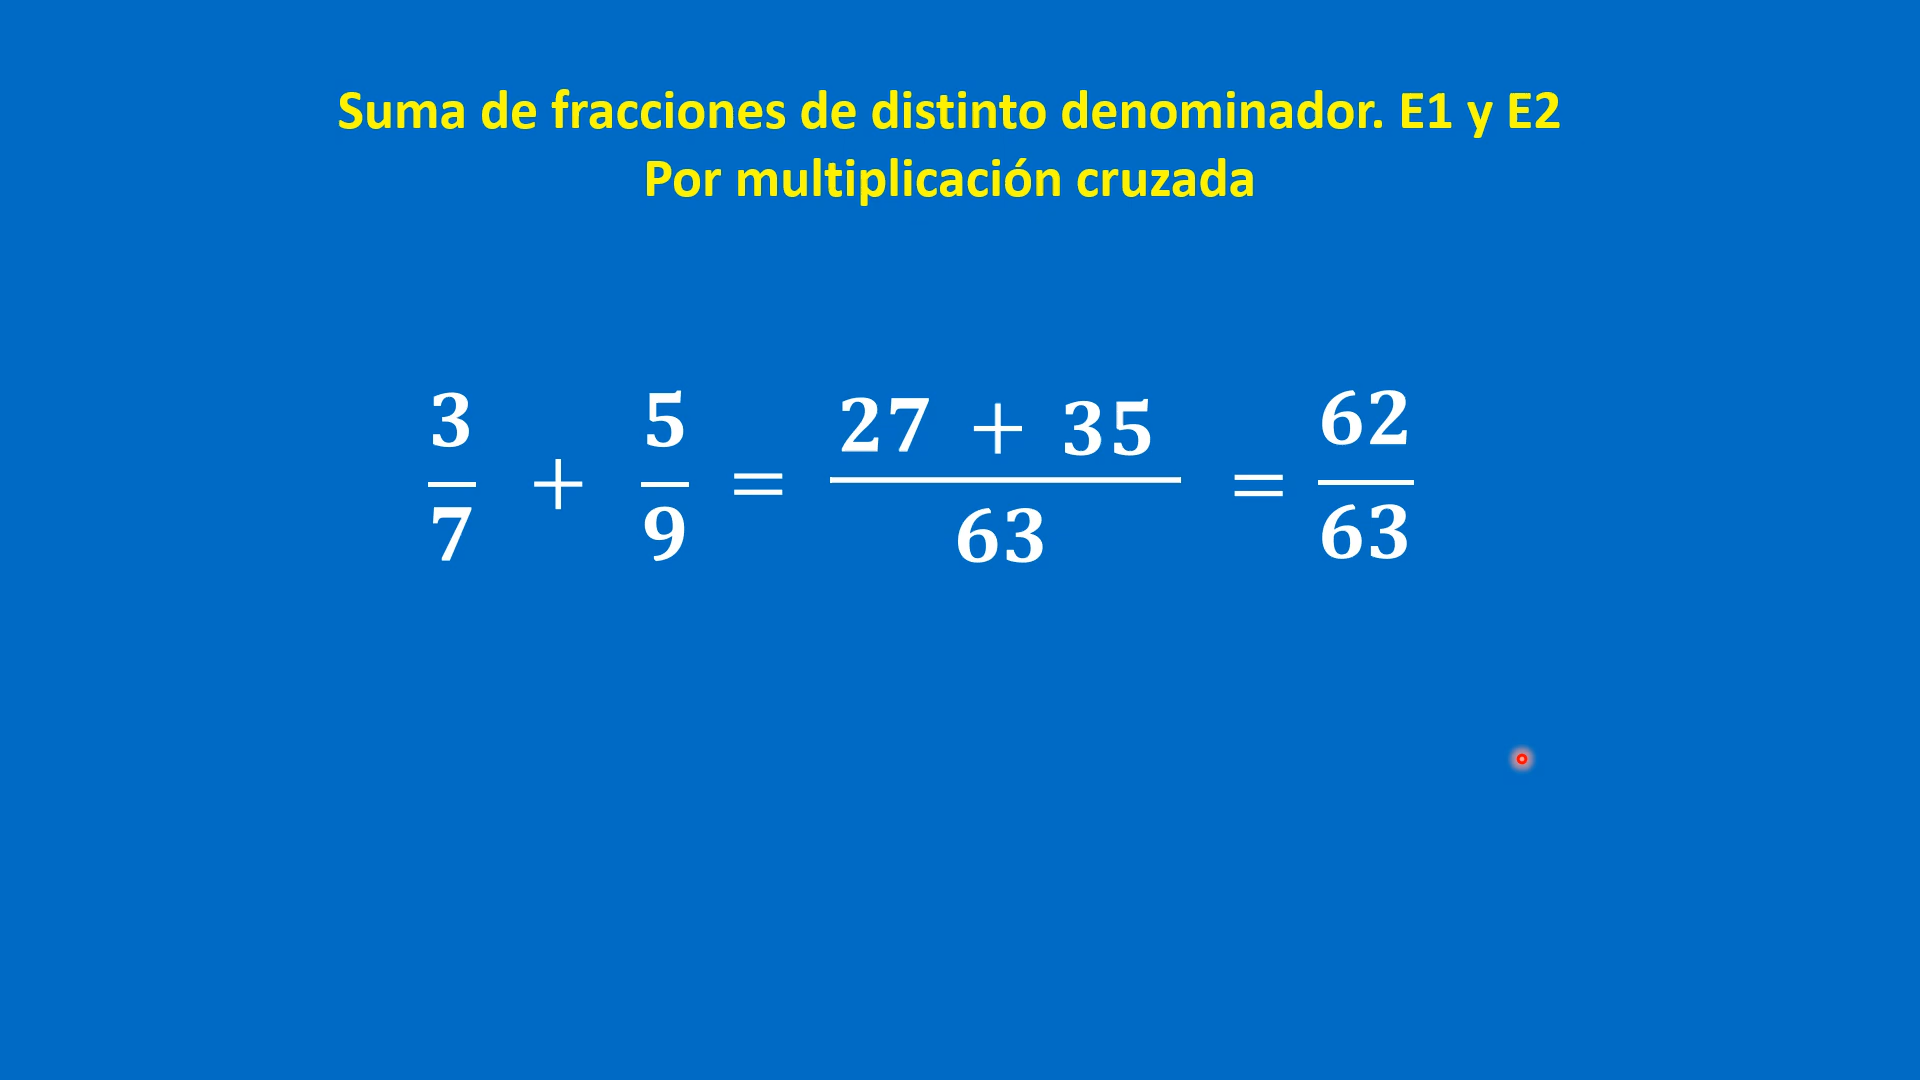 Suma de fracciones de distinto denominador. E1 y E2
Por multiplicación cruzada
3/7 + 5/9 = (27 + 35)/63 = 62/63